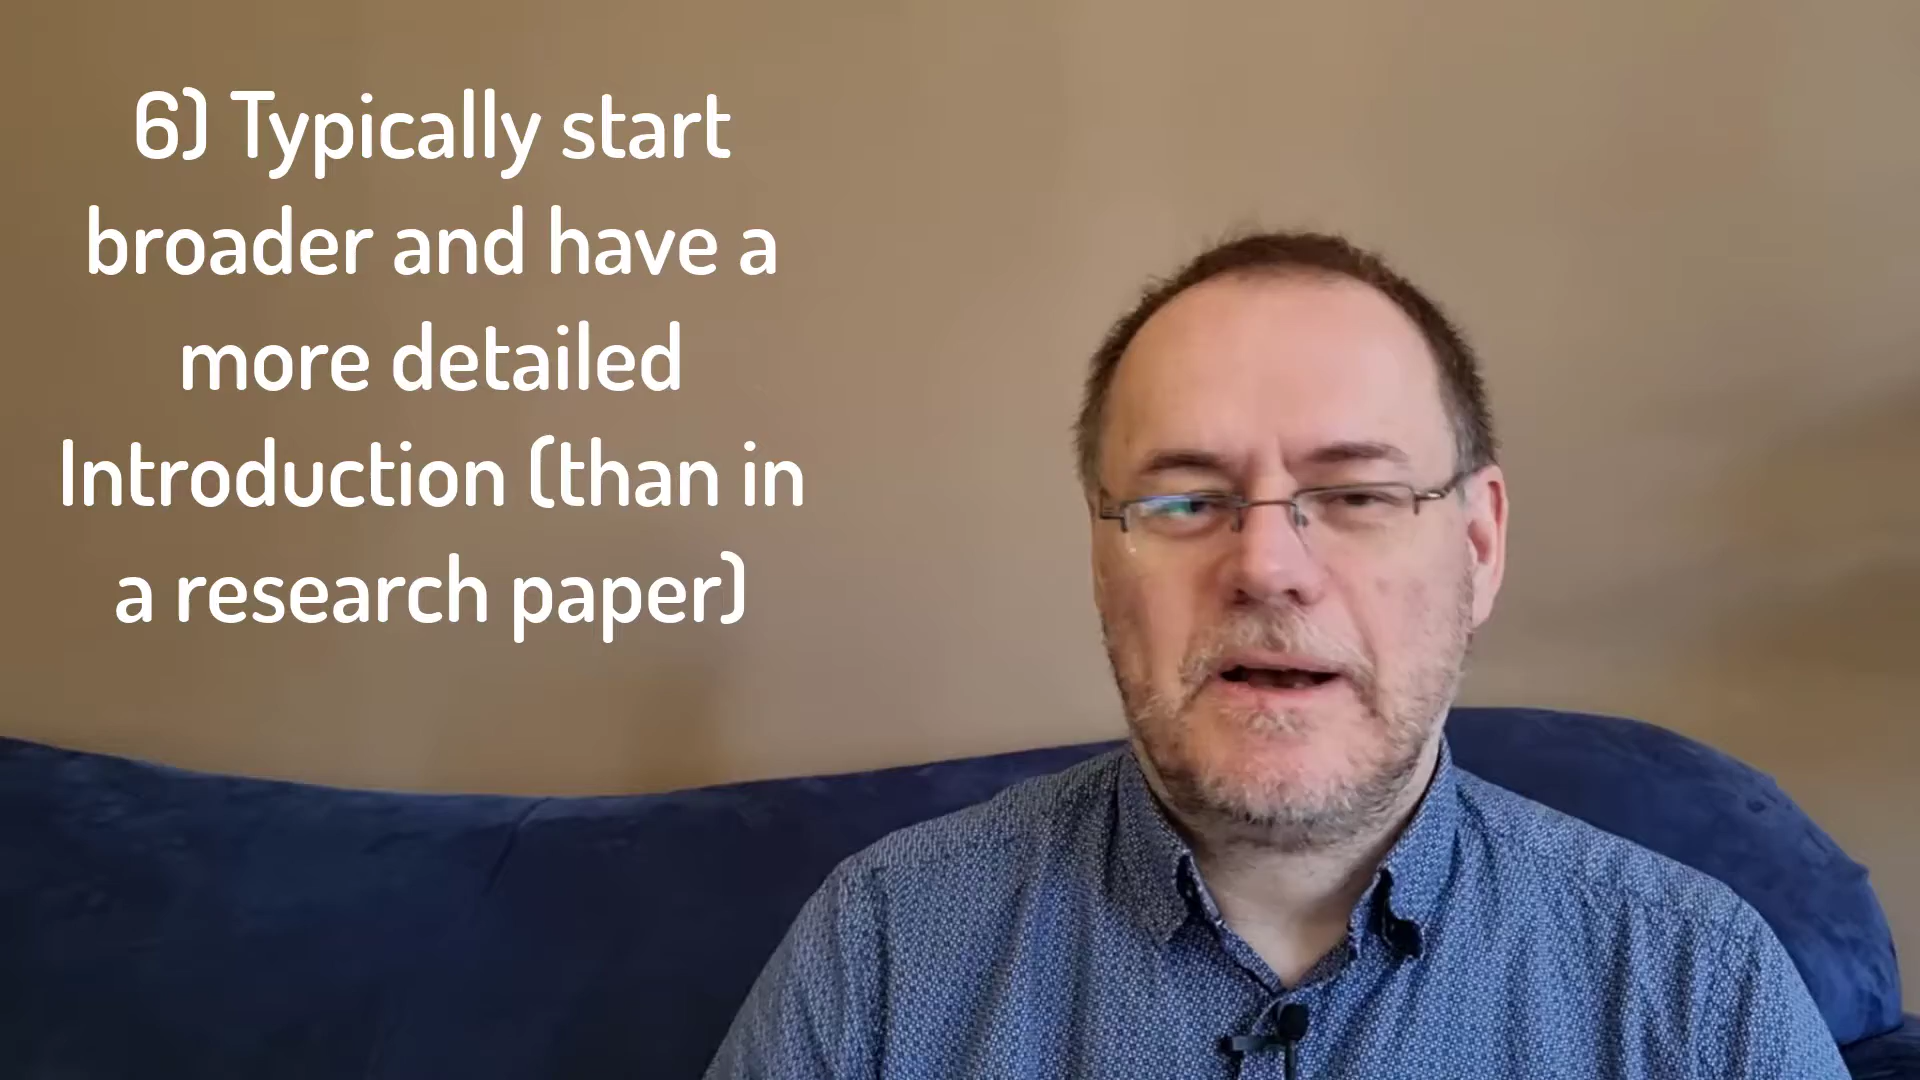 6) Typically start
broader and have a
more detailed
Introduction (than in
a research paper)